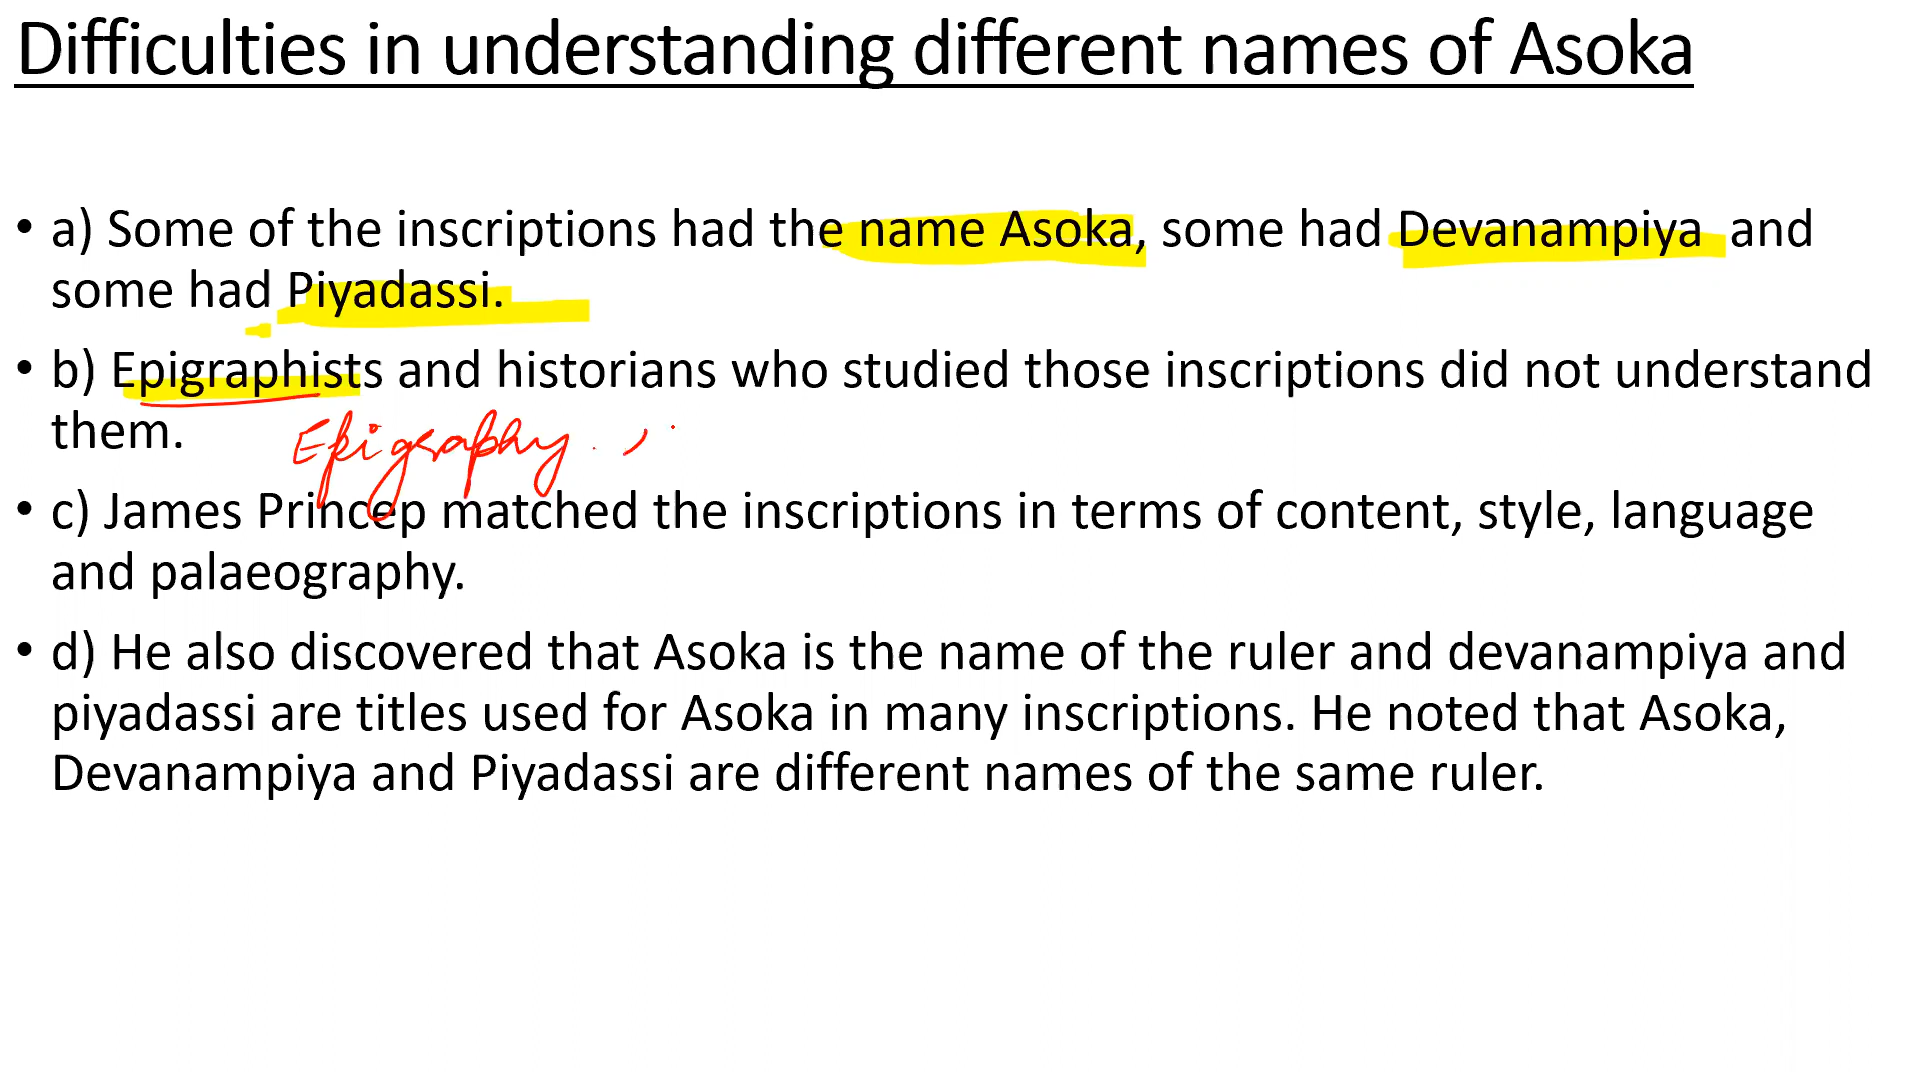 Difficulties in understanding different names of Asoka
• a) Some of the inscriptions had the name Asoka, some had Devanampiya and
some had Piyadassi.
• b) Epigraphists and historians who studied those inscriptions did not understand
them.
Epigraphy.
• c) James Princep matched the inscriptions in terms of content, style, language
and palaeography.
• d) He also discovered that Asoka is the name of the ruler and devanampiya and
piyadassi are titles used for Asoka in many inscriptions. He noted that Asoka,
Devanampiya and Piyadassi are different names of the same ruler.